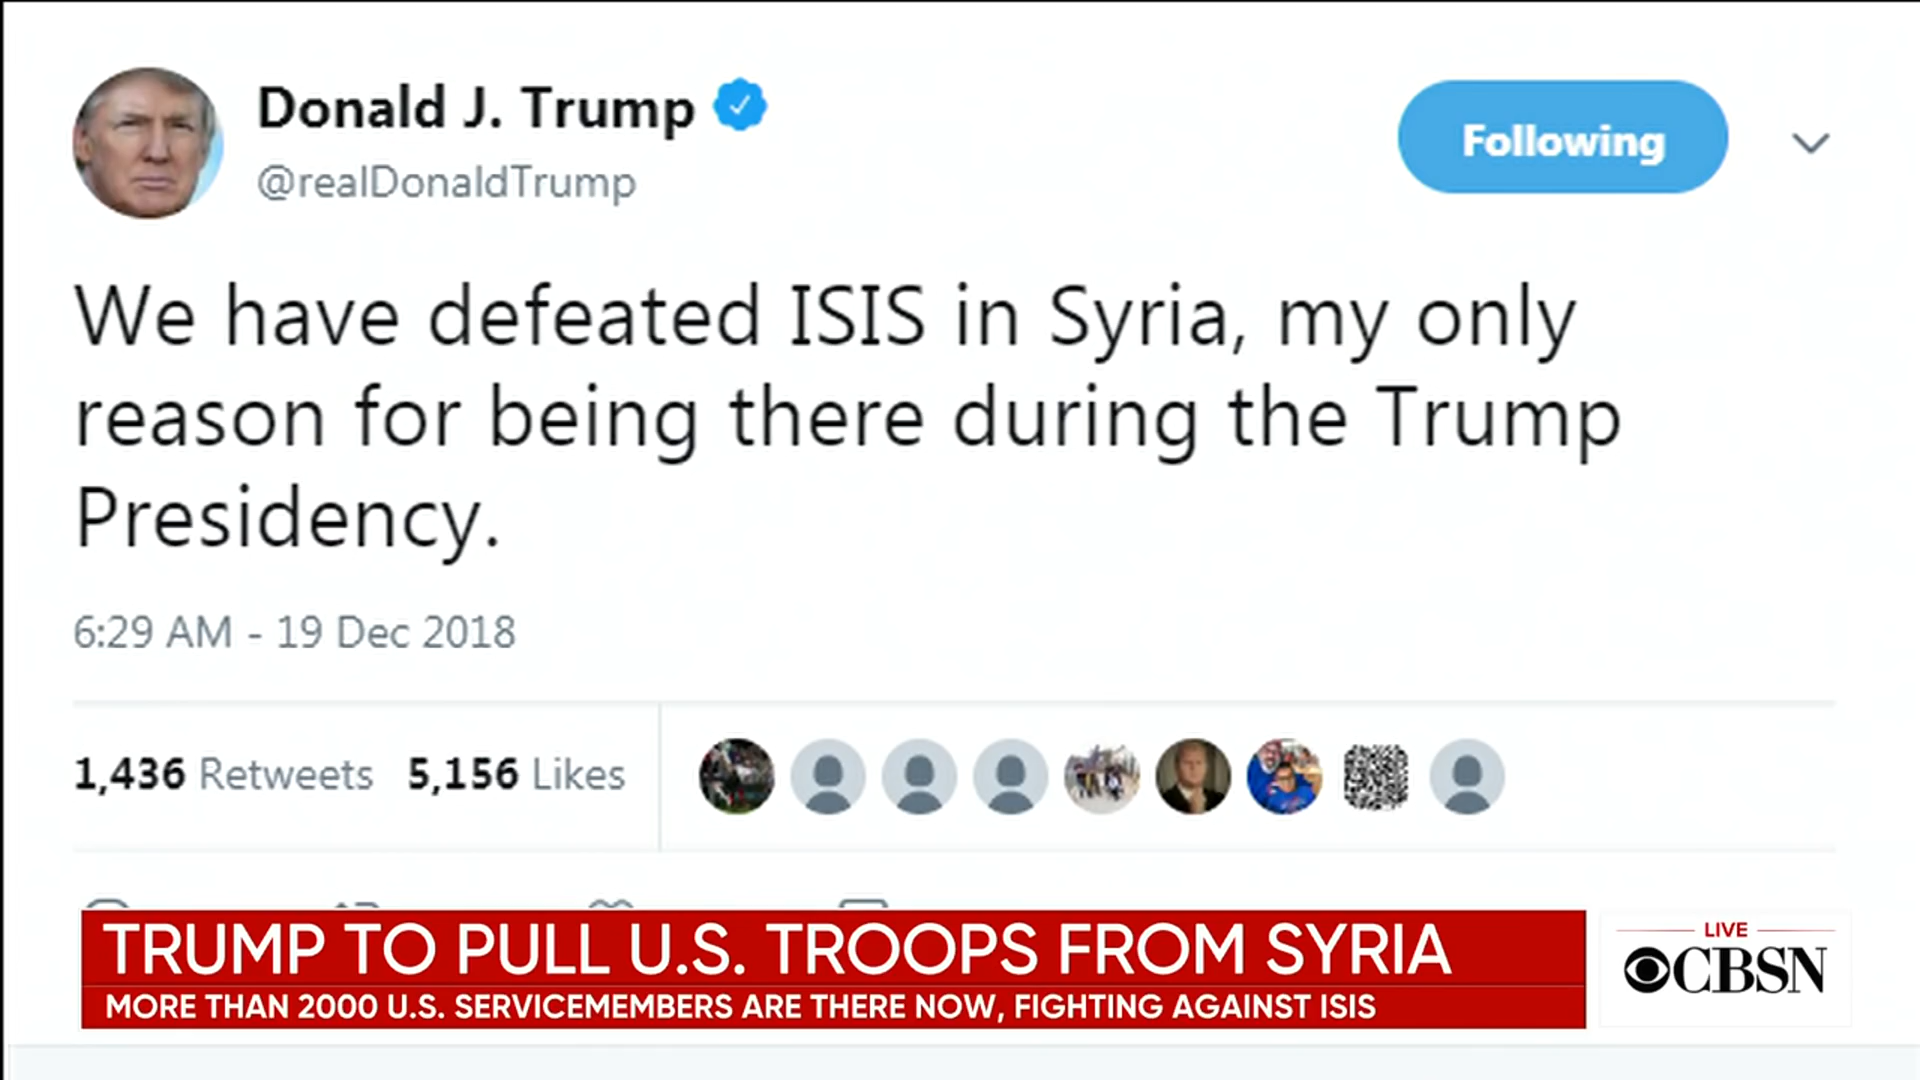 Donald J. Trump
@realDonaldTrump
Following
We have defeated ISIS in Syria, my only
reason for being there during the Trump
Presidency.
6:29 AM - 19 Dec 2018
1,436 Retweets 5,156 Likes
TRUMP TO PULL U.S. TROOPS FROM SYRIA
MORE THAN 2000 U.S. SERVICEMEMBERS ARE THERE NOW, FIGHTING AGAINST ISIS
LIVE
CBSN